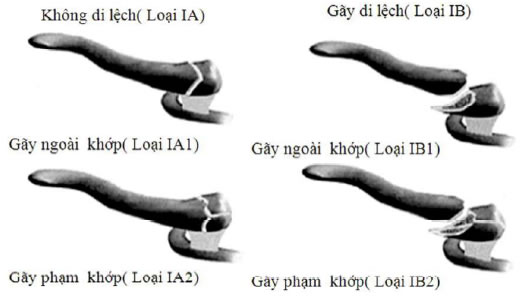 Không di lệch( Loại IA)
Gãy di lệch( Loại IB)
Gãy ngoài khớp( Loại IA1)
Gãy ngoài khớp( Loại IB1)
Gãy phạm khớp( Loại IA2)
Gãy phạm khớp( Loại IB2)